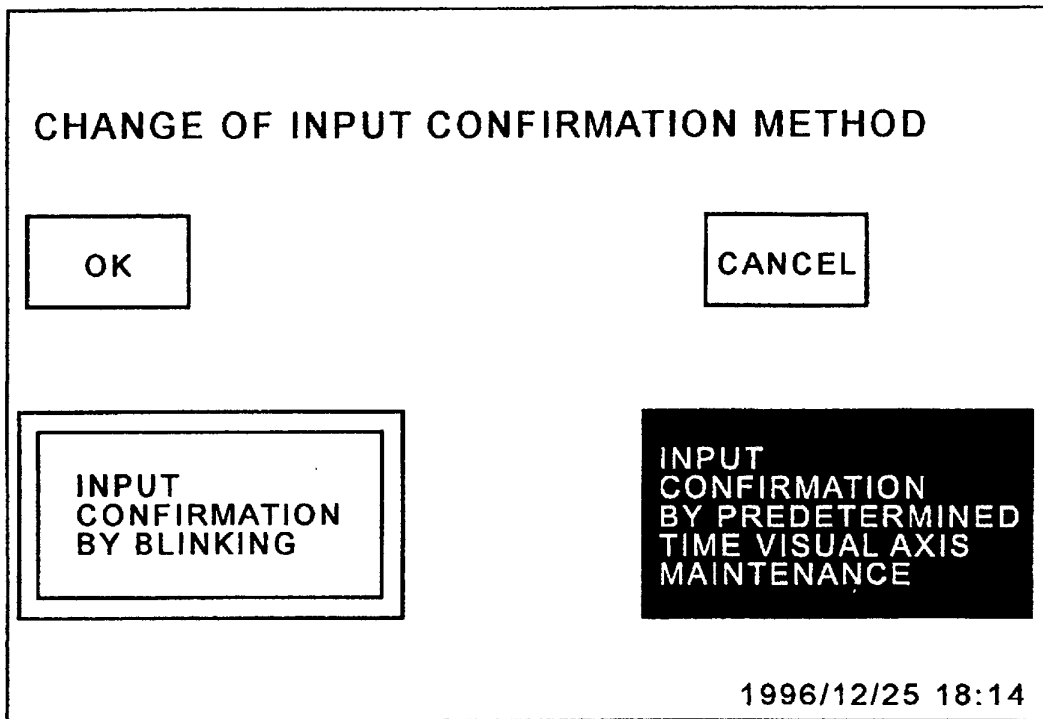 CHANGE OF INPUT CONFIRMATION METHOD
OK
CANCEL
INPUT
CONFIRMATION
BY BLINKING
INPUT
CONFIRMATION
BY PREDETERMINED
TIME VISUAL AXIS
MAINTENANCE
1996/12/25 18:14